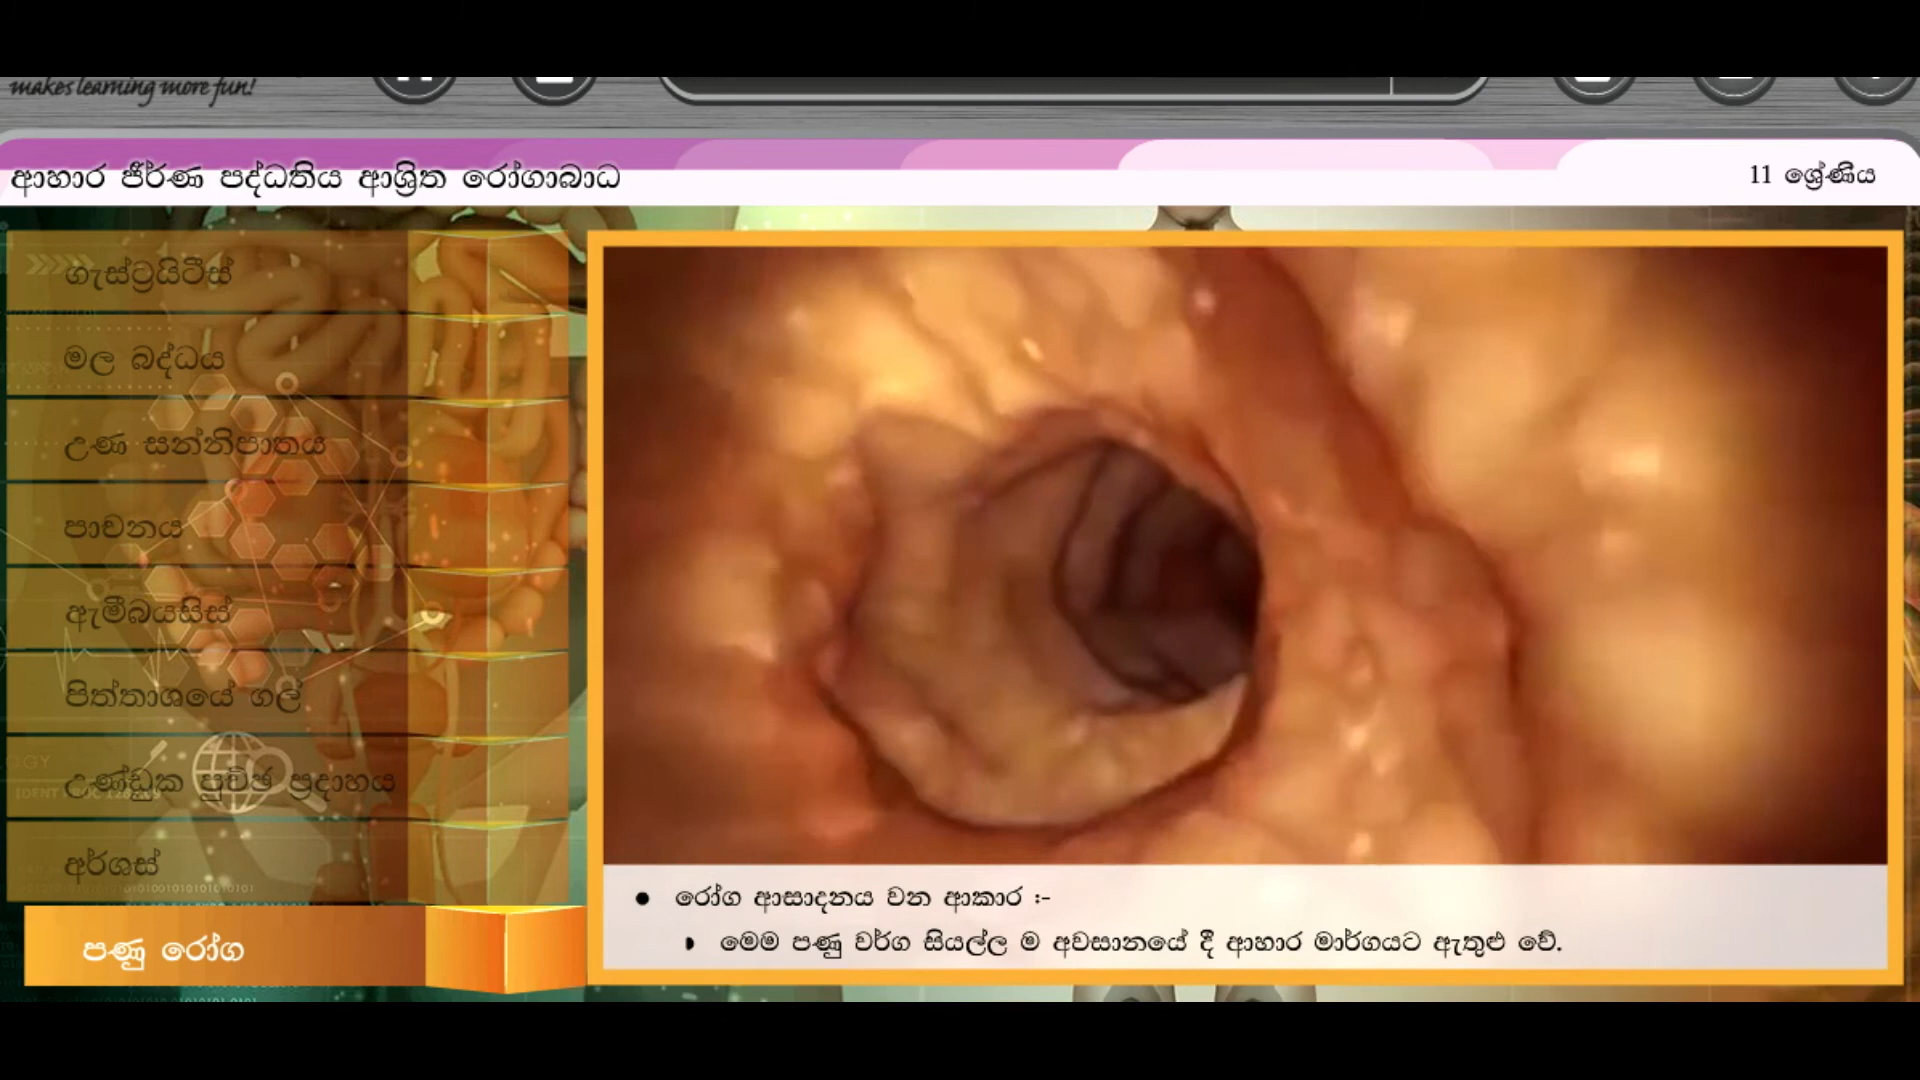 makes learning more fun!
ආහාර ජීර්ණ පද්ධතිය ආශ්‍රිත රෝගාබාධ
11 ශ්‍රේණිය
ගැස්ට්‍රයිටීස්
මල බද්ධය
උණ සන්නිපාතය
පාචනය
ඇමීබයසිස්
පිත්තාශයේ ගල්
උණ්ඩුක පුච්ඡ ප්‍රදාහය
අර්ශස්
පණු රෝග
● රෝග ආසාදනය වන ආකාර :-
මෙම පණු වර්ග සියල්ල ම අවසානයේ දී ආහාර මාර්ගයට ඇතුළු වේ.